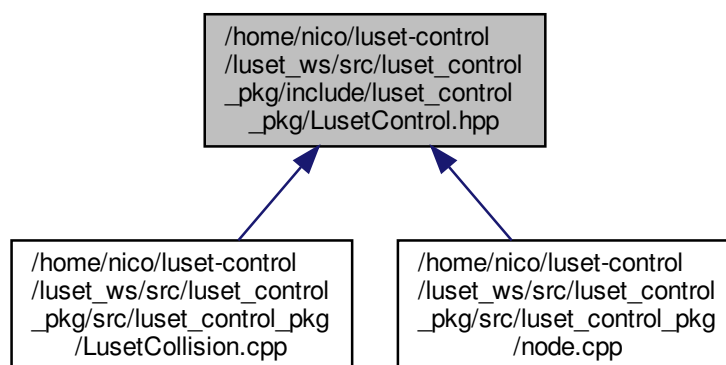 /home/nico/luset-control
/luset_ws/src/luset_control
_pkg/include/luset_control
_pkg/LusetControl.hpp
/home/nico/luset-control
/luset_ws/src/luset_control
_pkg/src/luset_control_pkg
/LusetCollision.cpp
/home/nico/luset-control
/luset_ws/src/luset_control
_pkg/src/luset_control_pkg
/node.cpp